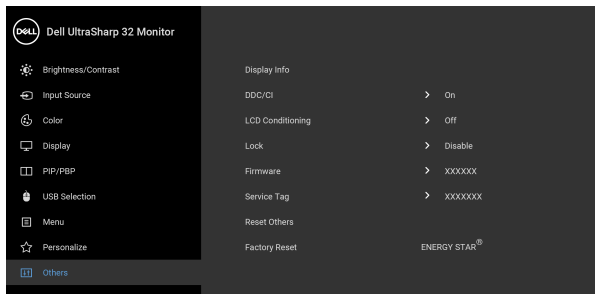 DELL Dell UltraSharp 32 Monitor
Brightness/Contrast Display Info
Input Source DDC/CI On
Color LCD Conditioning Off
Display Lock Disable
PIP/PBP Firmware XXXXXX
USB Selection Service Tag XXXXXXX
Menu Reset Others
Personalize Factory Reset ENERGY STAR®
Others